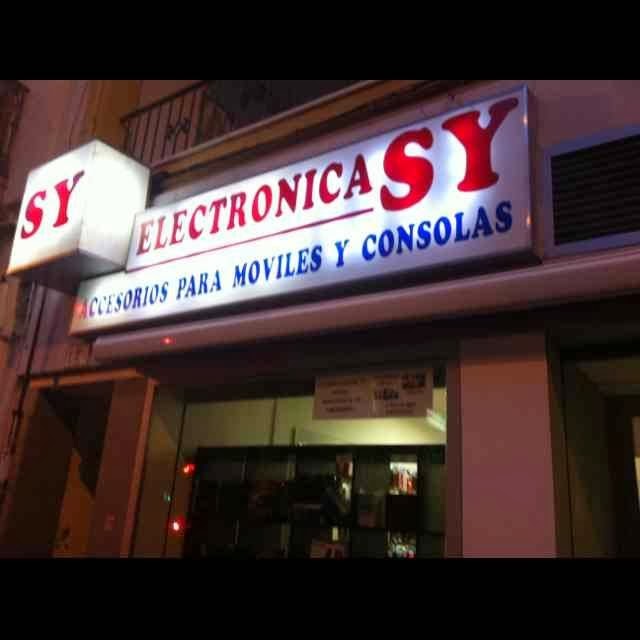 SY
ELECTRONICA SY
ACCESORIOS PARA MOVILES Y CONSOLAS